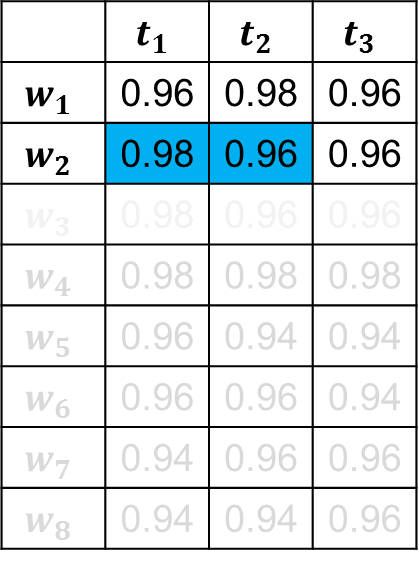 t₁ t₂ t₃
w₁ 0.96 0.98 0.96
w₂ 0.98 0.96 0.96
w₃ 0.98 0.96 0.96
w₄ 0.98 0.98 0.98
w₅ 0.96 0.94 0.94
w₆ 0.96 0.96 0.94
w₇ 0.94 0.96 0.96
w₈ 0.94 0.94 0.96